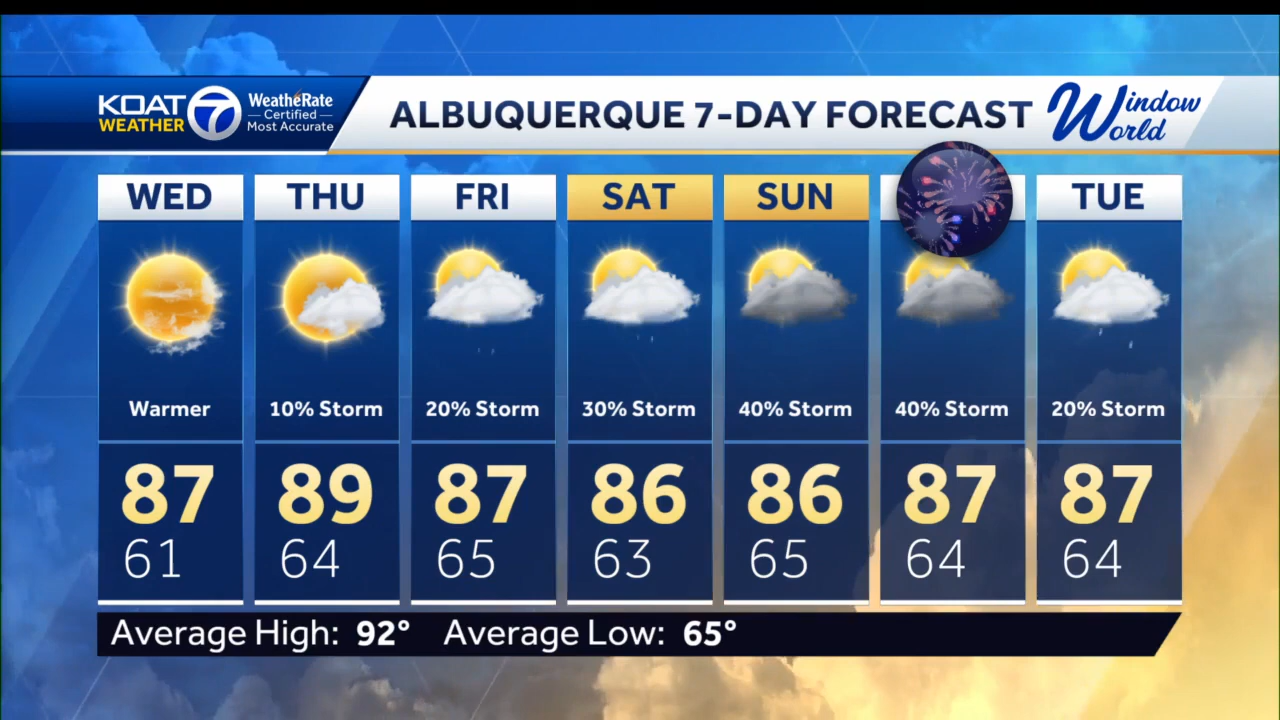 KOAT
WEATHER
7
WeatheRate
Certified
Most Accurate
ALBUQUERQUE 7-DAY FORECAST
Window
World
WED THU FRI SAT SUN TUE
Warmer 10% Storm 20% Storm 30% Storm 40% Storm 40% Storm 20% Storm
87 89 87 86 86 87 87
61 64 65 63 65 64 64
Average High: 92° Average Low: 65°